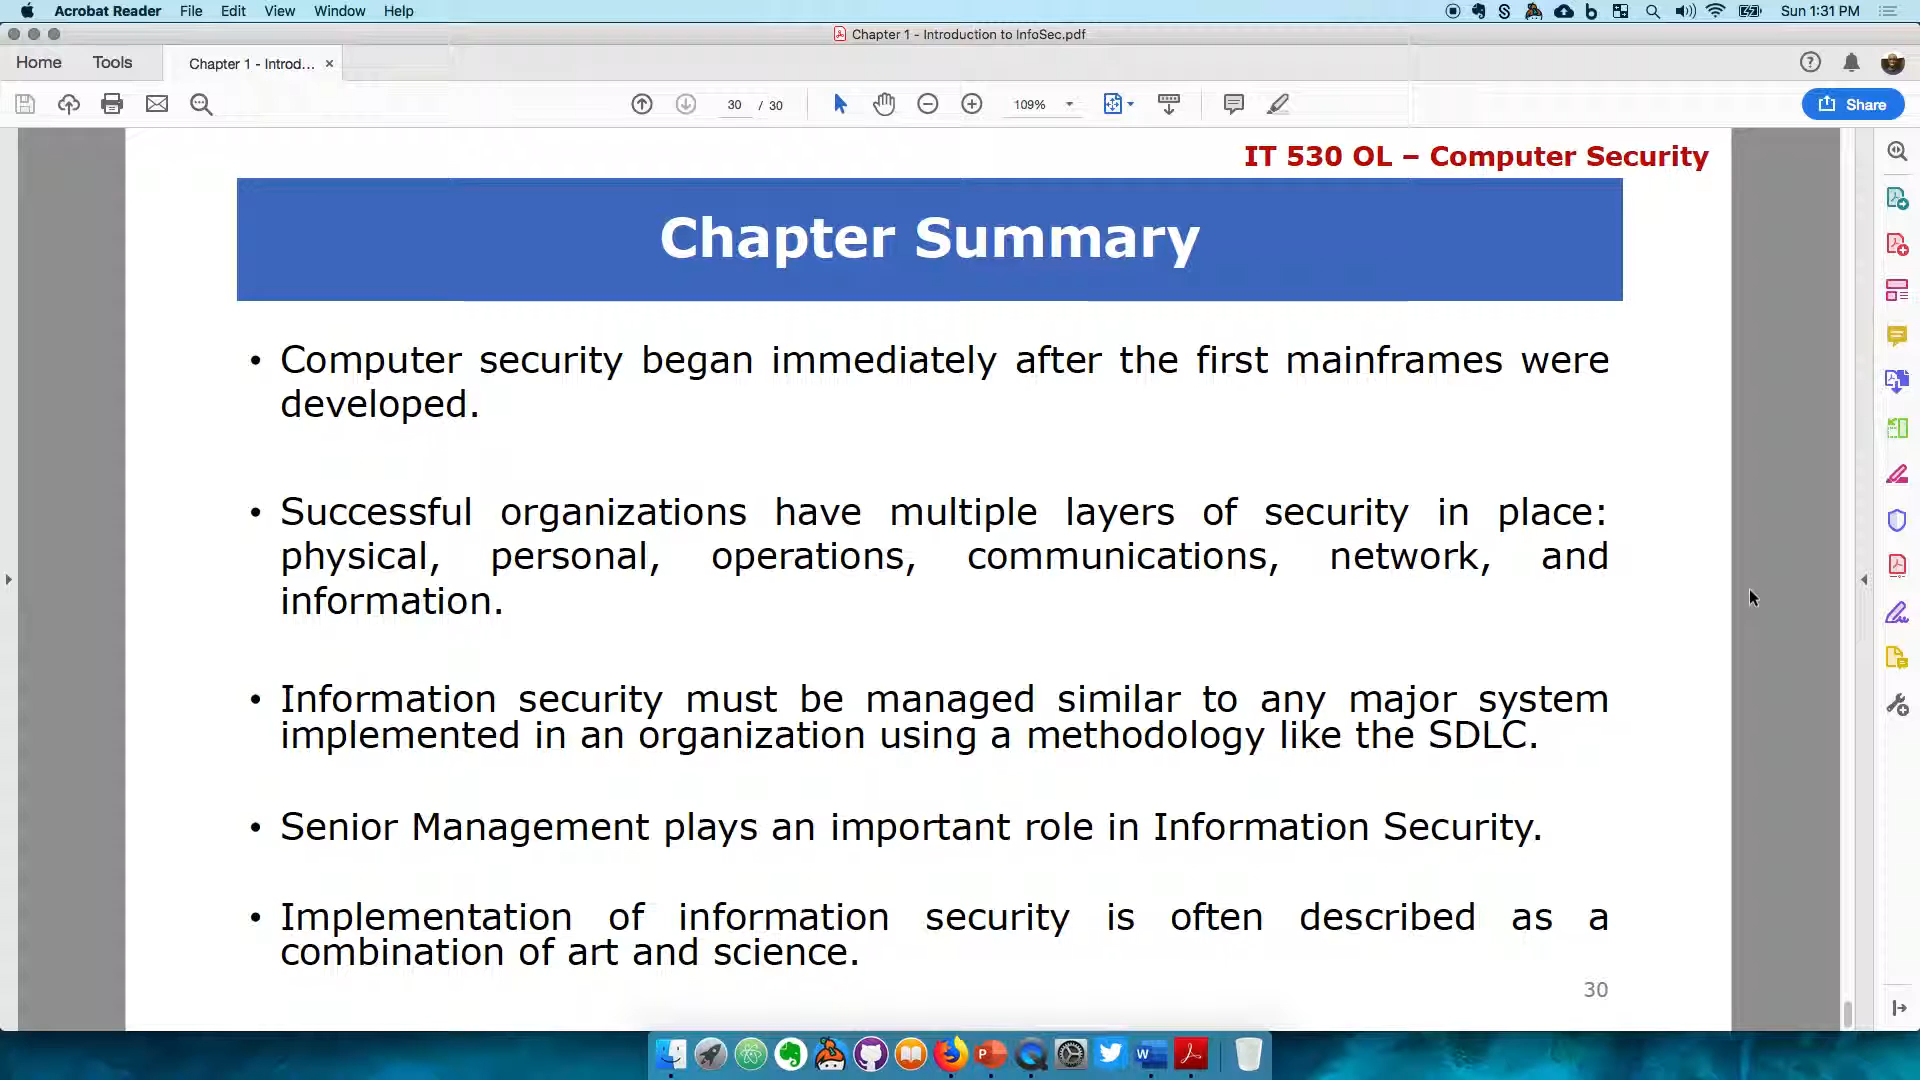 Acrobat Reader File Edit View Window Help Sun 1:31 PM
Chapter 1 - Introduction to InfoSec.pdf
Home Tools Chapter 1 - Introd... ×
30 / 30 109% Share
IT 530 OL – Computer Security
Chapter Summary
• Computer security began immediately after the first mainframes were
developed.
• Successful organizations have multiple layers of security in place:
physical, personal, operations, communications, network, and
information.
• Information security must be managed similar to any major system
implemented in an organization using a methodology like the SDLC.
• Senior Management plays an important role in Information Security.
• Implementation of information security is often described as a
combination of art and science.
30